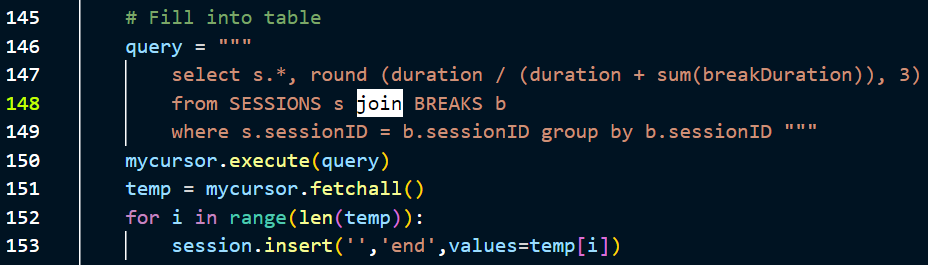 145 # Fill into table
146 query = """
147 select s.*, round (duration / (duration + sum(breakDuration)), 3)
148 from SESSIONS s join BREAKS b
149 where s.sessionID = b.sessionID group by b.sessionID """
150 mycursor.execute(query)
151 temp = mycursor.fetchall()
152 for i in range(len(temp)):
153 session.insert('','end',values=temp[i])